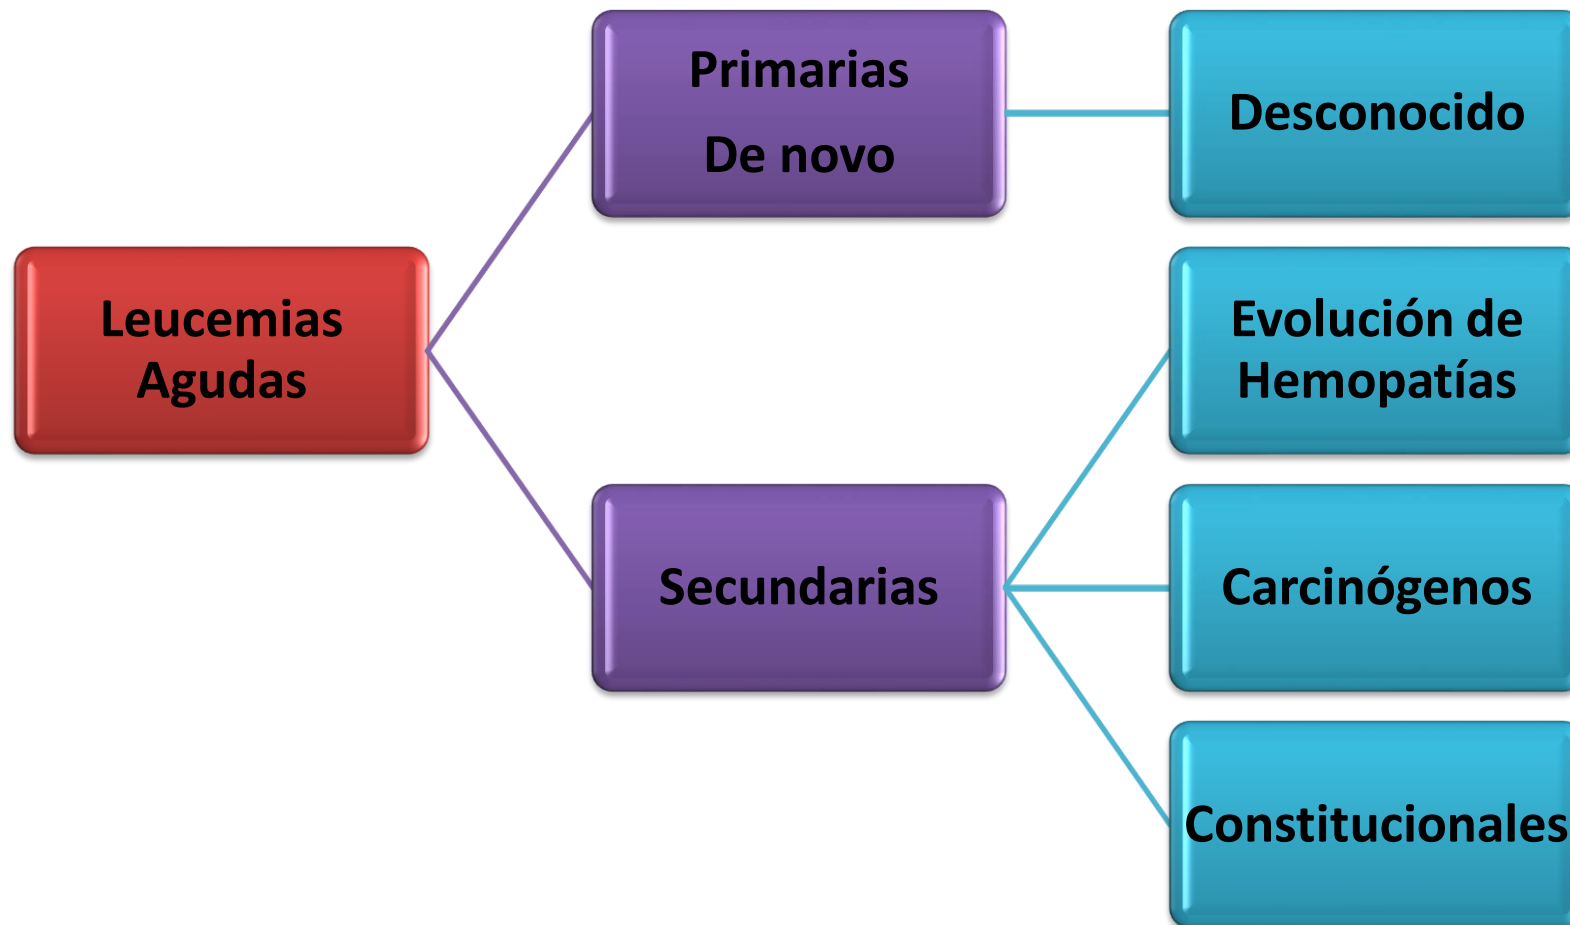 Leucemias
Agudas
Primarias
De novo
Desconocido
Secundarias
Evolución de
Hemopatías
Carcinógenos
Constitucionales